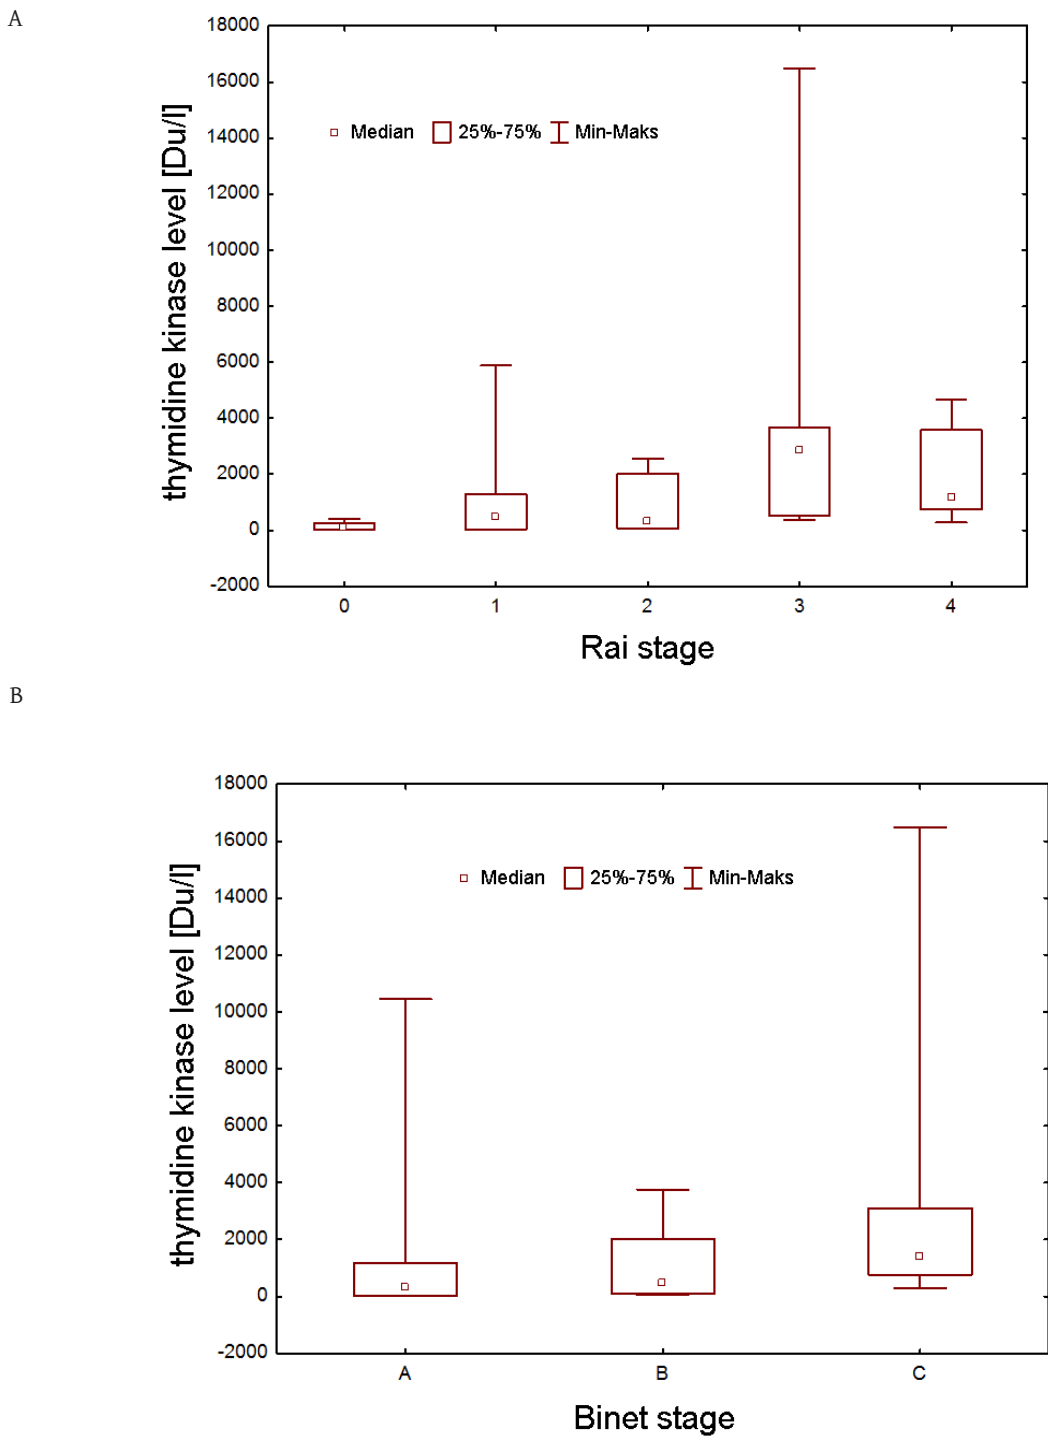 A
thymidine kinase level [Du/l]
18000
16000
14000
12000
10000
8000
6000
4000
2000
0
-2000
Median 25%-75% Min-Maks
0 1 2 3 4
Rai stage
B
thymidine kinase level [Du/l]
18000
16000
14000
12000
10000
8000
6000
4000
2000
0
-2000
Median 25%-75% Min-Maks
A B C
Binet stage